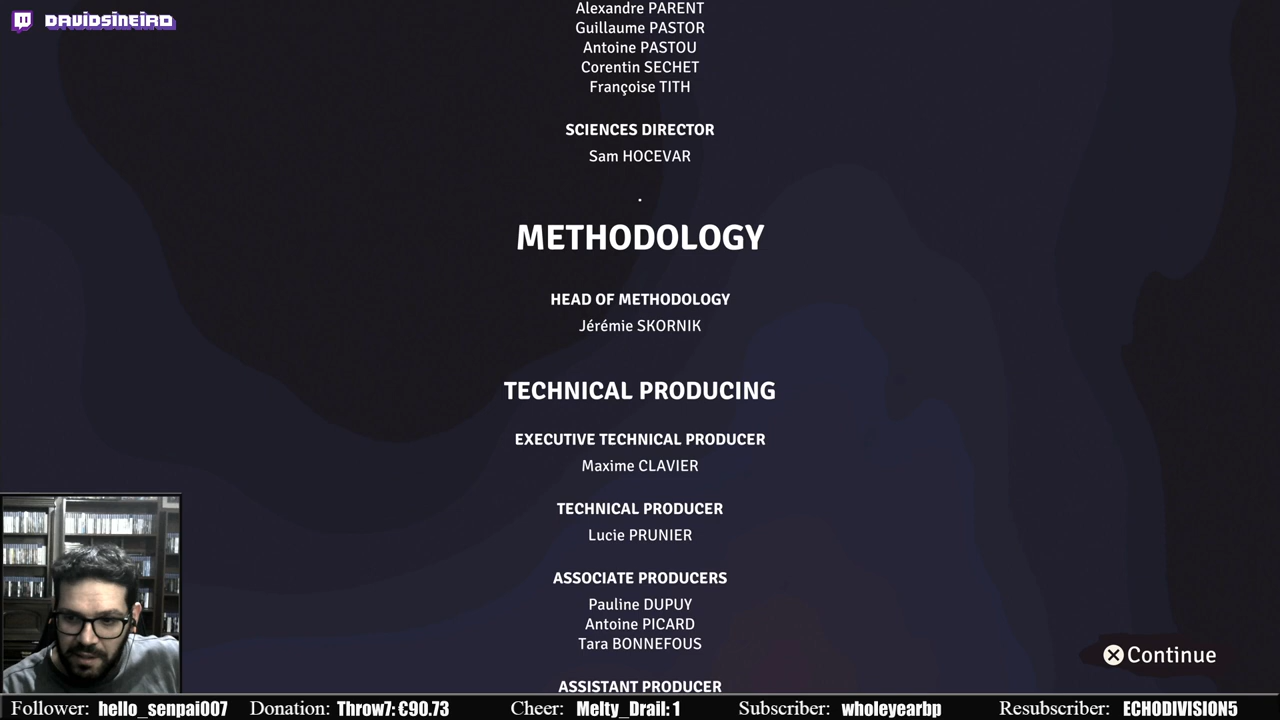 DAVIDSINEIRO
Alexandre PARENT
Guillaume PASTOR
Antoine PASTOU
Corentin SECHET
Françoise TITH
SCIENCES DIRECTOR
Sam HOCEVAR
.
METHODOLOGY
HEAD OF METHODOLOGY
Jérémie SKORNIK
TECHNICAL PRODUCING
EXECUTIVE TECHNICAL PRODUCER
Maxime CLAVIER
TECHNICAL PRODUCER
Lucie PRUNIER
ASSOCIATE PRODUCERS
Pauline DUPUY
Antoine PICARD
Tara BONNEFOUS
Continue
ASSISTANT PRODUCER
Follower: hello_senpai007 Donation: Throw7: €90.73 Cheer: Melty_Drail: 1 Subscriber: wholeyearbp Resubscriber: ECHODIVISION5